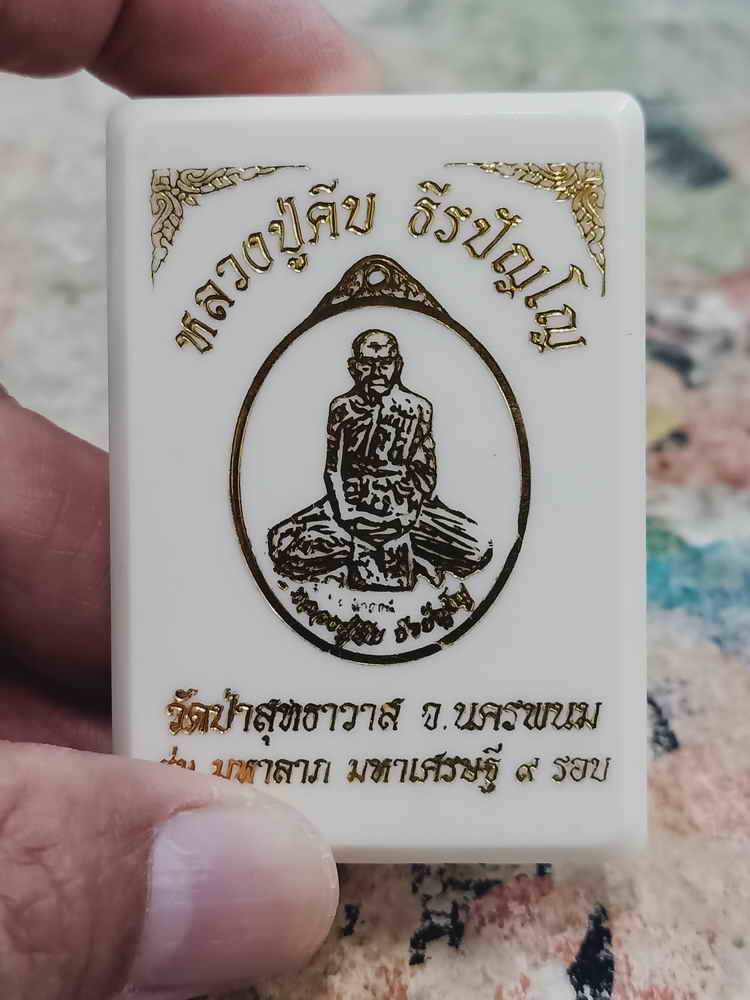 หลวงปู่คีบ ธีรปัญโญ
วัดป่าสุทธาวาส จ.นครพนม
รุ่น มหาลาภ มหาเศรษฐี ๙ รอบ